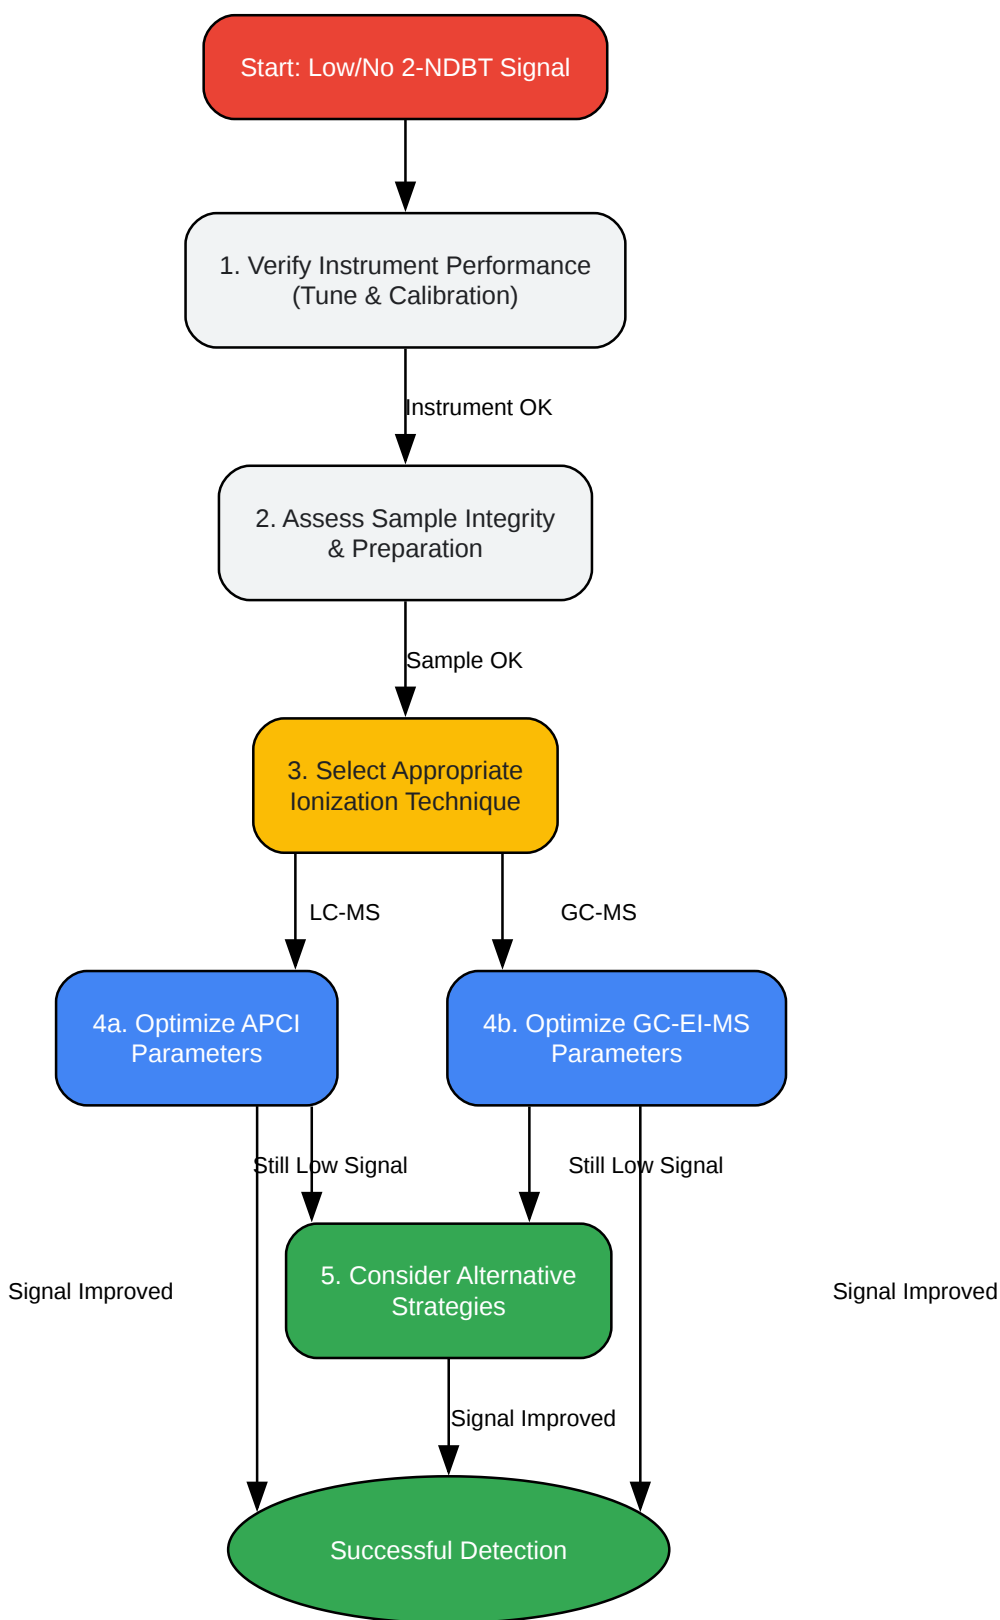 Start: Low/No 2-NDBT Signal
1. Verify Instrument Performance
(Tune & Calibration)
Instrument OK
2. Assess Sample Integrity
& Preparation
Sample OK
3. Select Appropriate
Ionization Technique
LC-MS
GC-MS
4a. Optimize APCI
Parameters
4b. Optimize GC-EI-MS
Parameters
Still Low Signal
Still Low Signal
5. Consider Alternative
Strategies
Signal Improved
Signal Improved
Signal Improved
Successful Detection